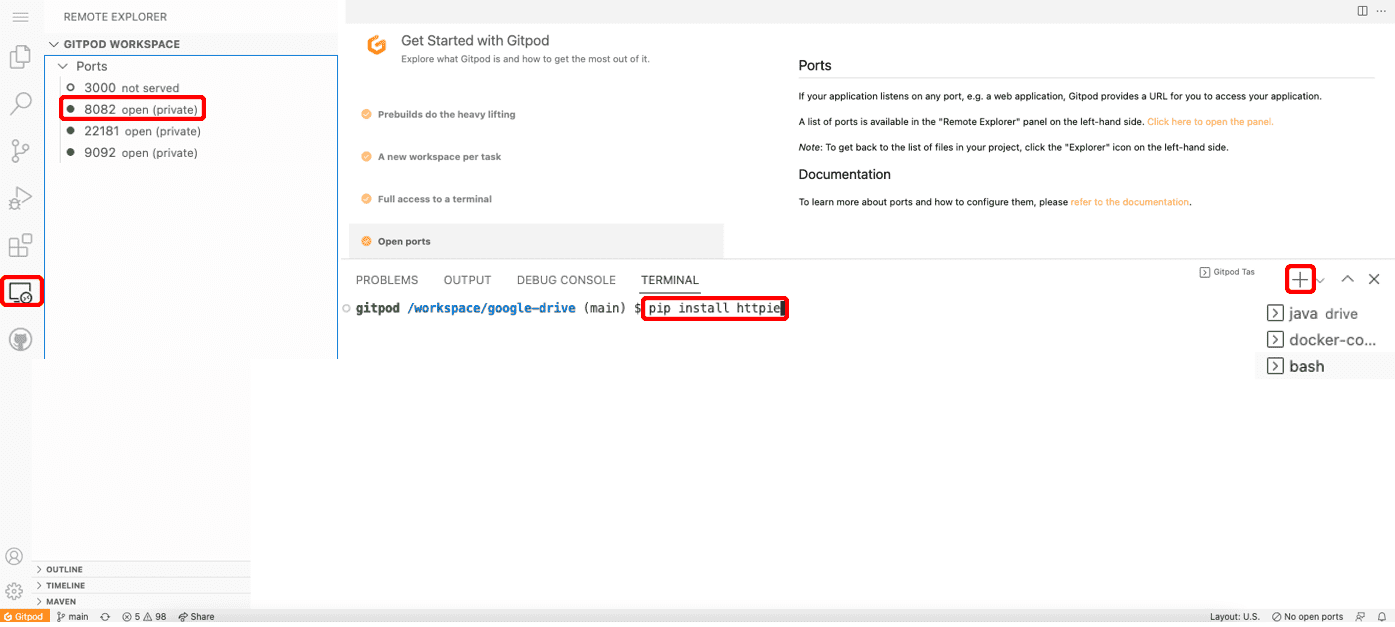 REMOTE EXPLORER
GITPOD WORKSPACE
Ports
3000 not served
8082 open (private)
22181 open (private)
9092 open (private)
OUTLINE
TIMELINE
MAVEN
Get Started with Gitpod
Explore what Gitpod is and how to get the most out of it.
Prebuilds do the heavy lifting
A new workspace per task
Full access to a terminal
Open ports
Ports
If your application listens on any port, e.g. a web application, Gitpod provides a URL for you to access your application.
A list of ports is available in the "Remote Explorer" panel on the left-hand side. Click here to open the panel.
Note: To get back to the list of files in your project, click the "Explorer" icon on the left-hand side.
Documentation
To learn more about ports and how to configure them, please refer to the documentation.
PROBLEMS OUTPUT DEBUG CONSOLE TERMINAL
Gitpod Tas
gitpod /workspace/google-drive (main) $ pip install httpie
java drive
docker-co...
bash
Gitpod main 5 98 Share Layout: U.S. No open ports